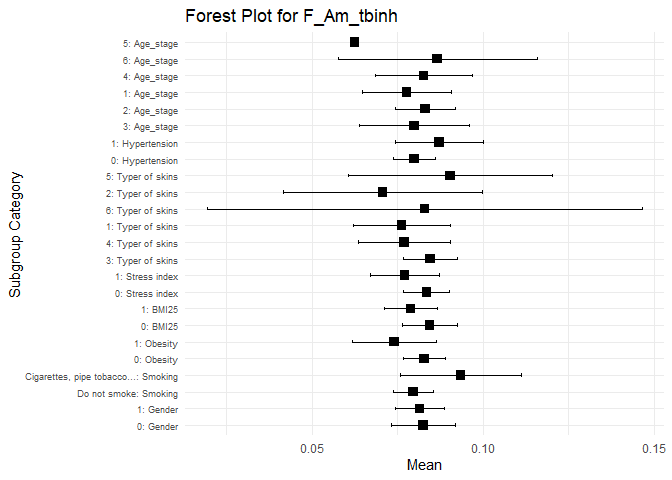 Forest Plot for F_Am_tbinh
Subgroup Category
5: Age_stage
6: Age_stage
4: Age_stage
1: Age_stage
2: Age_stage
3: Age_stage
1: Hypertension
0: Hypertension
5: Typer of skins
2: Typer of skins
6: Typer of skins
1: Typer of skins
4: Typer of skins
3: Typer of skins
1: Stress index
0: Stress index
1: BMI25
0: BMI25
1: Obesity
0: Obesity
Cigarettes, pipe tobacco...: Smoking
Do not smoke: Smoking
1: Gender
0: Gender
0.05 0.10 0.15
Mean